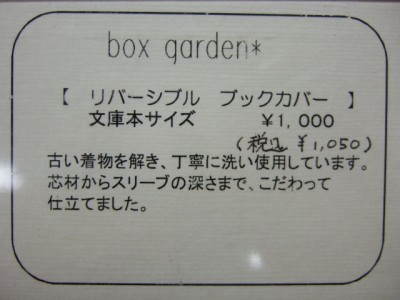 box garden*
【 リバーシブル ブックカバー 】
文庫本サイズ ￥1,000
(税込 ￥1,050)
古い着物を解き、丁寧に洗い使用しています。
芯材からスリーブの深さまで、こだわって
仕立てました。